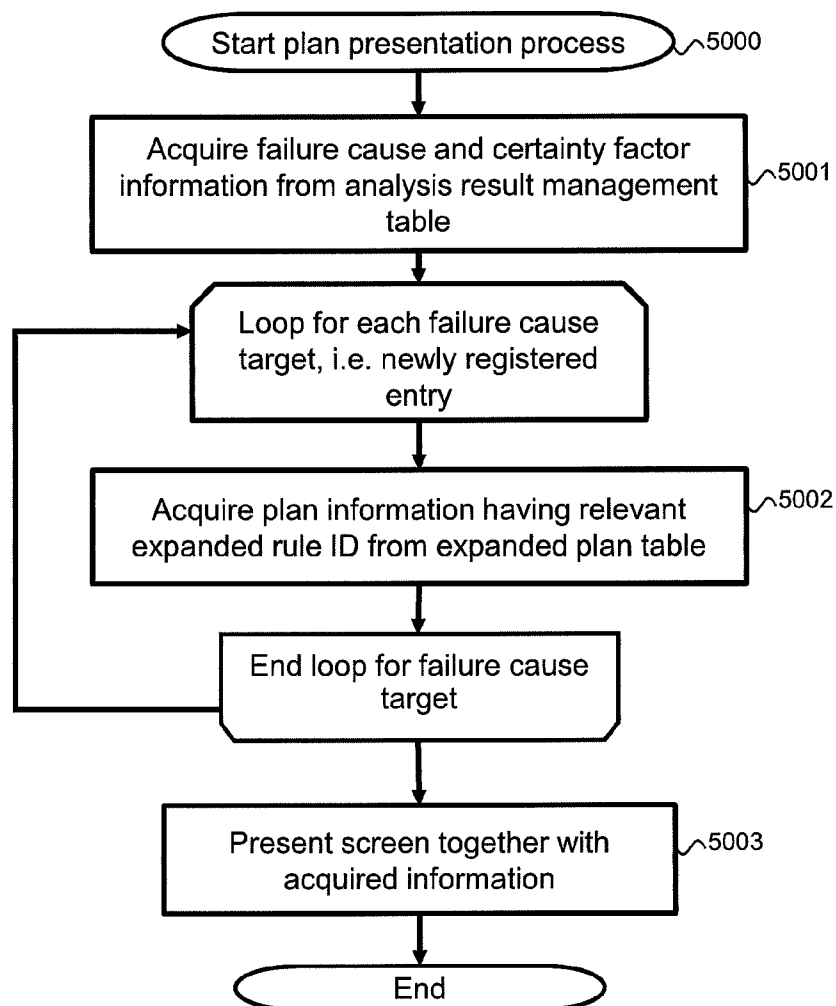 Start plan presentation process
5000
Acquire failure cause and certainty factor
information from analysis result management
table
5001
Loop for each failure cause
target, i.e. newly registered
entry
Acquire plan information having relevant
expanded rule ID from expanded plan table
5002
End loop for failure cause
target
Present screen together with
acquired information
5003
End